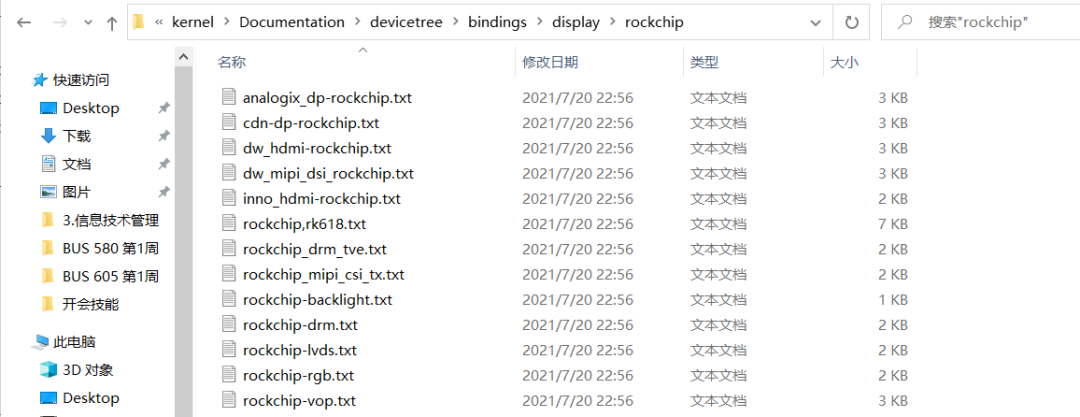 « kernel > Documentation > devicetree > bindings > display > rockchip
搜索"rockchip"
快速访问
Desktop
下载
文档
图片
3.信息技术管理
BUS 580 第1周
BUS 605 第1周
开会技能
此电脑
3D 对象
Desktop
名称 修改日期 类型 大小
analogix_dp-rockchip.txt 2021/7/20 22:56 文本文档 3 KB
cdn-dp-rockchip.txt 2021/7/20 22:56 文本文档 3 KB
dw_hdmi-rockchip.txt 2021/7/20 22:56 文本文档 3 KB
dw_mipi_dsi_rockchip.txt 2021/7/20 22:56 文本文档 3 KB
inno_hdmi-rockchip.txt 2021/7/20 22:56 文本文档 2 KB
rockchip,rk618.txt 2021/7/20 22:56 文本文档 7 KB
rockchip_drm_tve.txt 2021/7/20 22:56 文本文档 2 KB
rockchip_mipi_csi_tx.txt 2021/7/20 22:56 文本文档 2 KB
rockchip-backlight.txt 2021/7/20 22:56 文本文档 1 KB
rockchip-drm.txt 2021/7/20 22:56 文本文档 2 KB
rockchip-lvds.txt 2021/7/20 22:56 文本文档 2 KB
rockchip-rgb.txt 2021/7/20 22:56 文本文档 2 KB
rockchip-vop.txt 2021/7/20 22:56 文本文档 3 KB